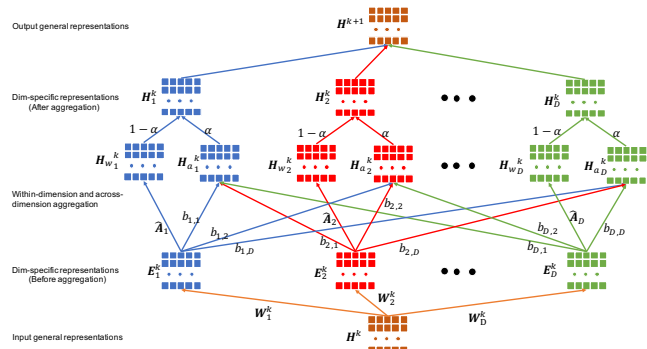 Output general representations
H^{k+1}
Dim-specific representations
(After aggregation)
H_1^k
H_2^k
H_D^k
1 − α
α
1 − α
α
1 − α
α
H_{w_1}^k
H_{a_1}^k
H_{w_2}^k
H_{a_2}^k
H_{w_D}^k
H_{a_D}^k
Within-dimension and across-
dimension aggregation
Â_1
b_{1,1}
b_{1,2}
b_{1,D}
Â_2
b_{2,1}
b_{2,2}
b_{2,D}
Â_D
b_{D,2}
b_{D,1}
b_{D,D}
Dim-specific representations
(Before aggregation)
E_1^k
E_2^k
E_D^k
W_1^k
W_2^k
W_D^k
Input general representations
H^k